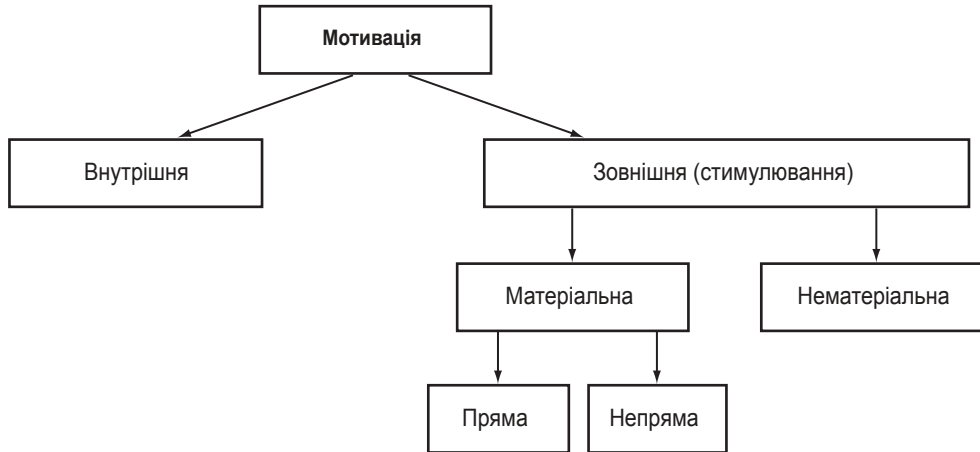 Мотивація
Внутрішня
Зовнішня (стимулювання)
Матеріальна
Нематеріальна
Пряма
Непряма